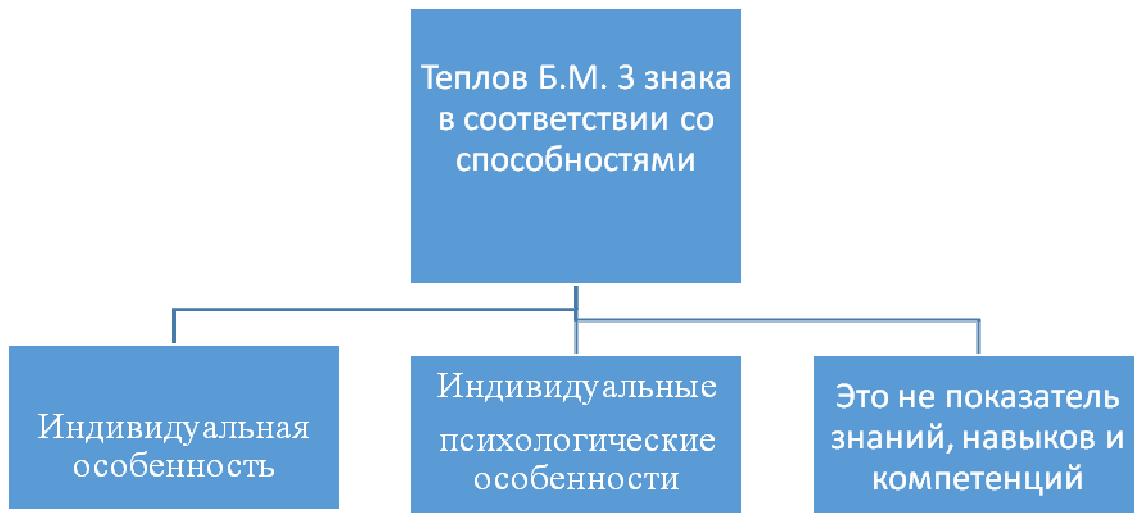 Теплов Б.М. 3 знака
в соответствии со
способностями
Индивидуальная
особенность
Индивидуальные
психологические
особенности
Это не показатель
знаний, навыков и
компетенций